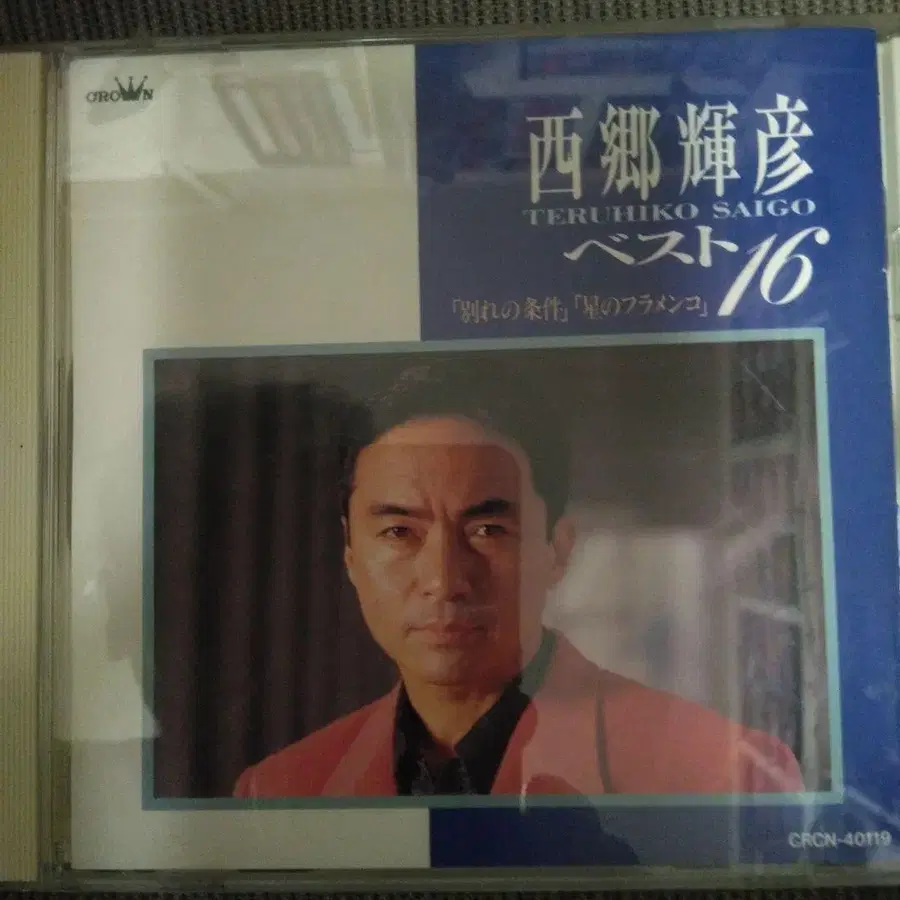 CROWN
西郷輝彦
TERUHIKO SAIGO
ベスト16
「別れの条件」「星のフラメンコ」
CRCN-40119